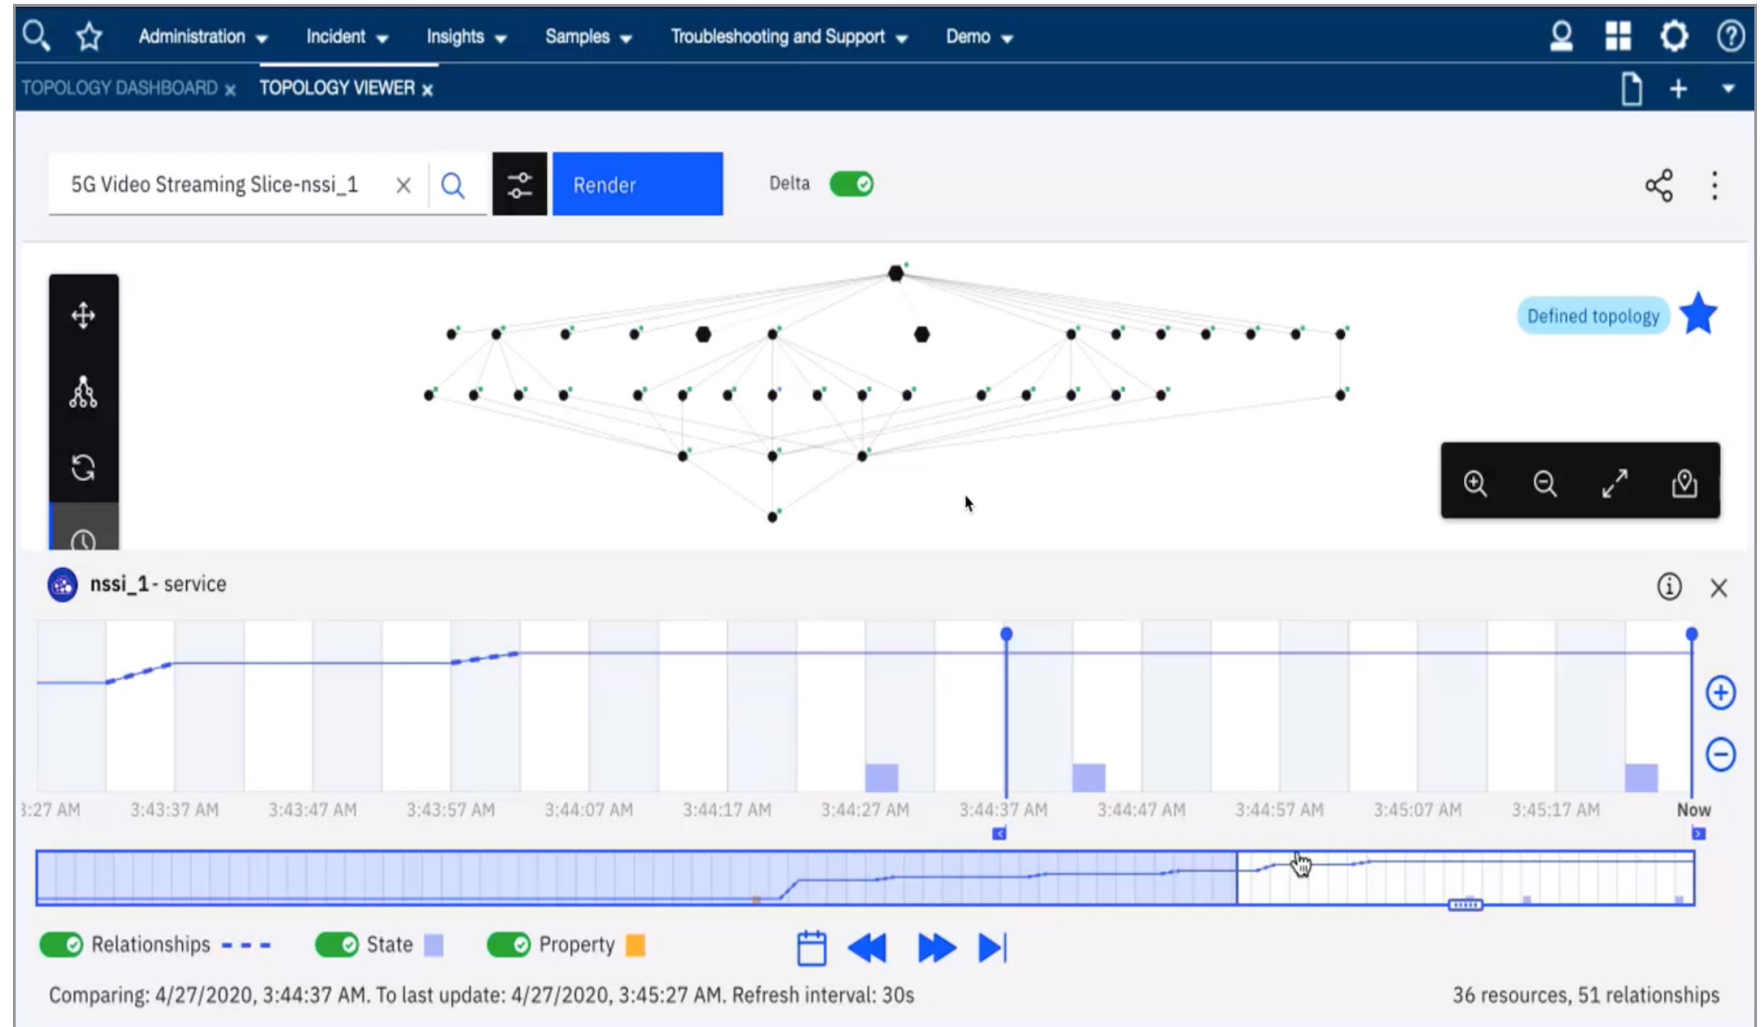 Administration Incident Insights Samples Troubleshooting and Support Demo
TOPOLOGY DASHBOARD x TOPOLOGY VIEWER x
5G Video Streaming Slice-nssi_1
Render
Delta
Defined topology
nssi_1 - service
3:27 AM 3:43:37 AM 3:43:47 AM 3:43:57 AM 3:44:07 AM 3:44:17 AM 3:44:27 AM 3:44:37 AM 3:44:47 AM 3:44:57 AM 3:45:07 AM 3:45:17 AM Now
Relationships State Property
Comparing: 4/27/2020, 3:44:37 AM. To last update: 4/27/2020, 3:45:27 AM. Refresh interval: 30s
36 resources, 51 relationships